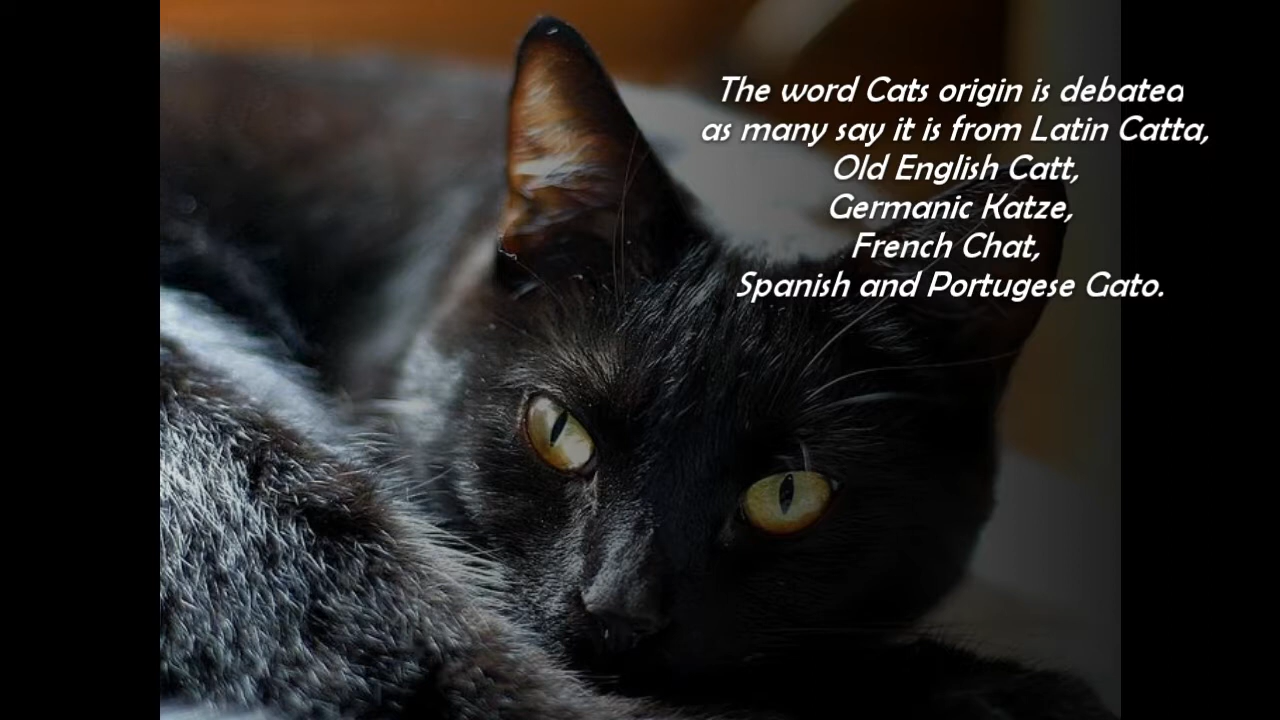 The word Cats origin is debated
as many say it is from Latin Catta,
Old English Catt,
Germanic Katze,
French Chat,
Spanish and Portugese Gato.